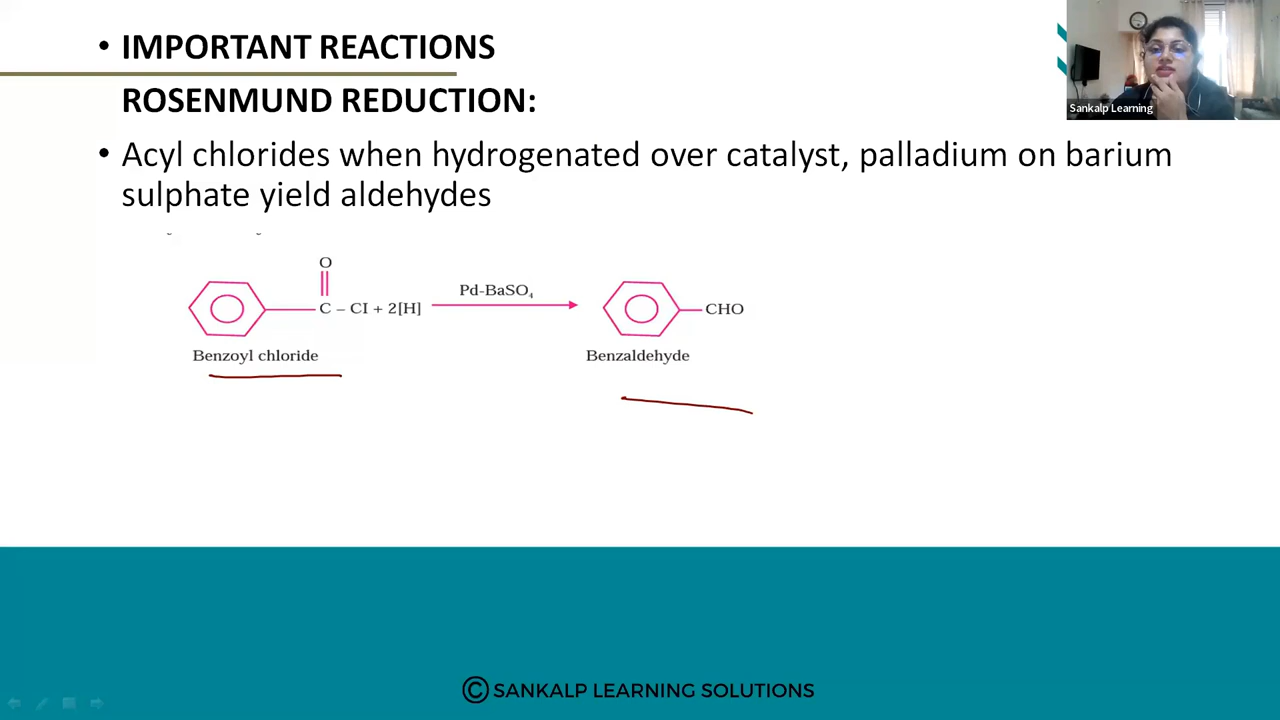 • IMPORTANT REACTIONS
ROSENMUND REDUCTION:
• Acyl chlorides when hydrogenated over catalyst, palladium on barium
sulphate yield aldehydes
O
C – Cl + 2[H]
Pd-BaSO₄
CHO
Benzoyl chloride
Benzaldehyde
Sankalp Learning
© SANKALP LEARNING SOLUTIONS